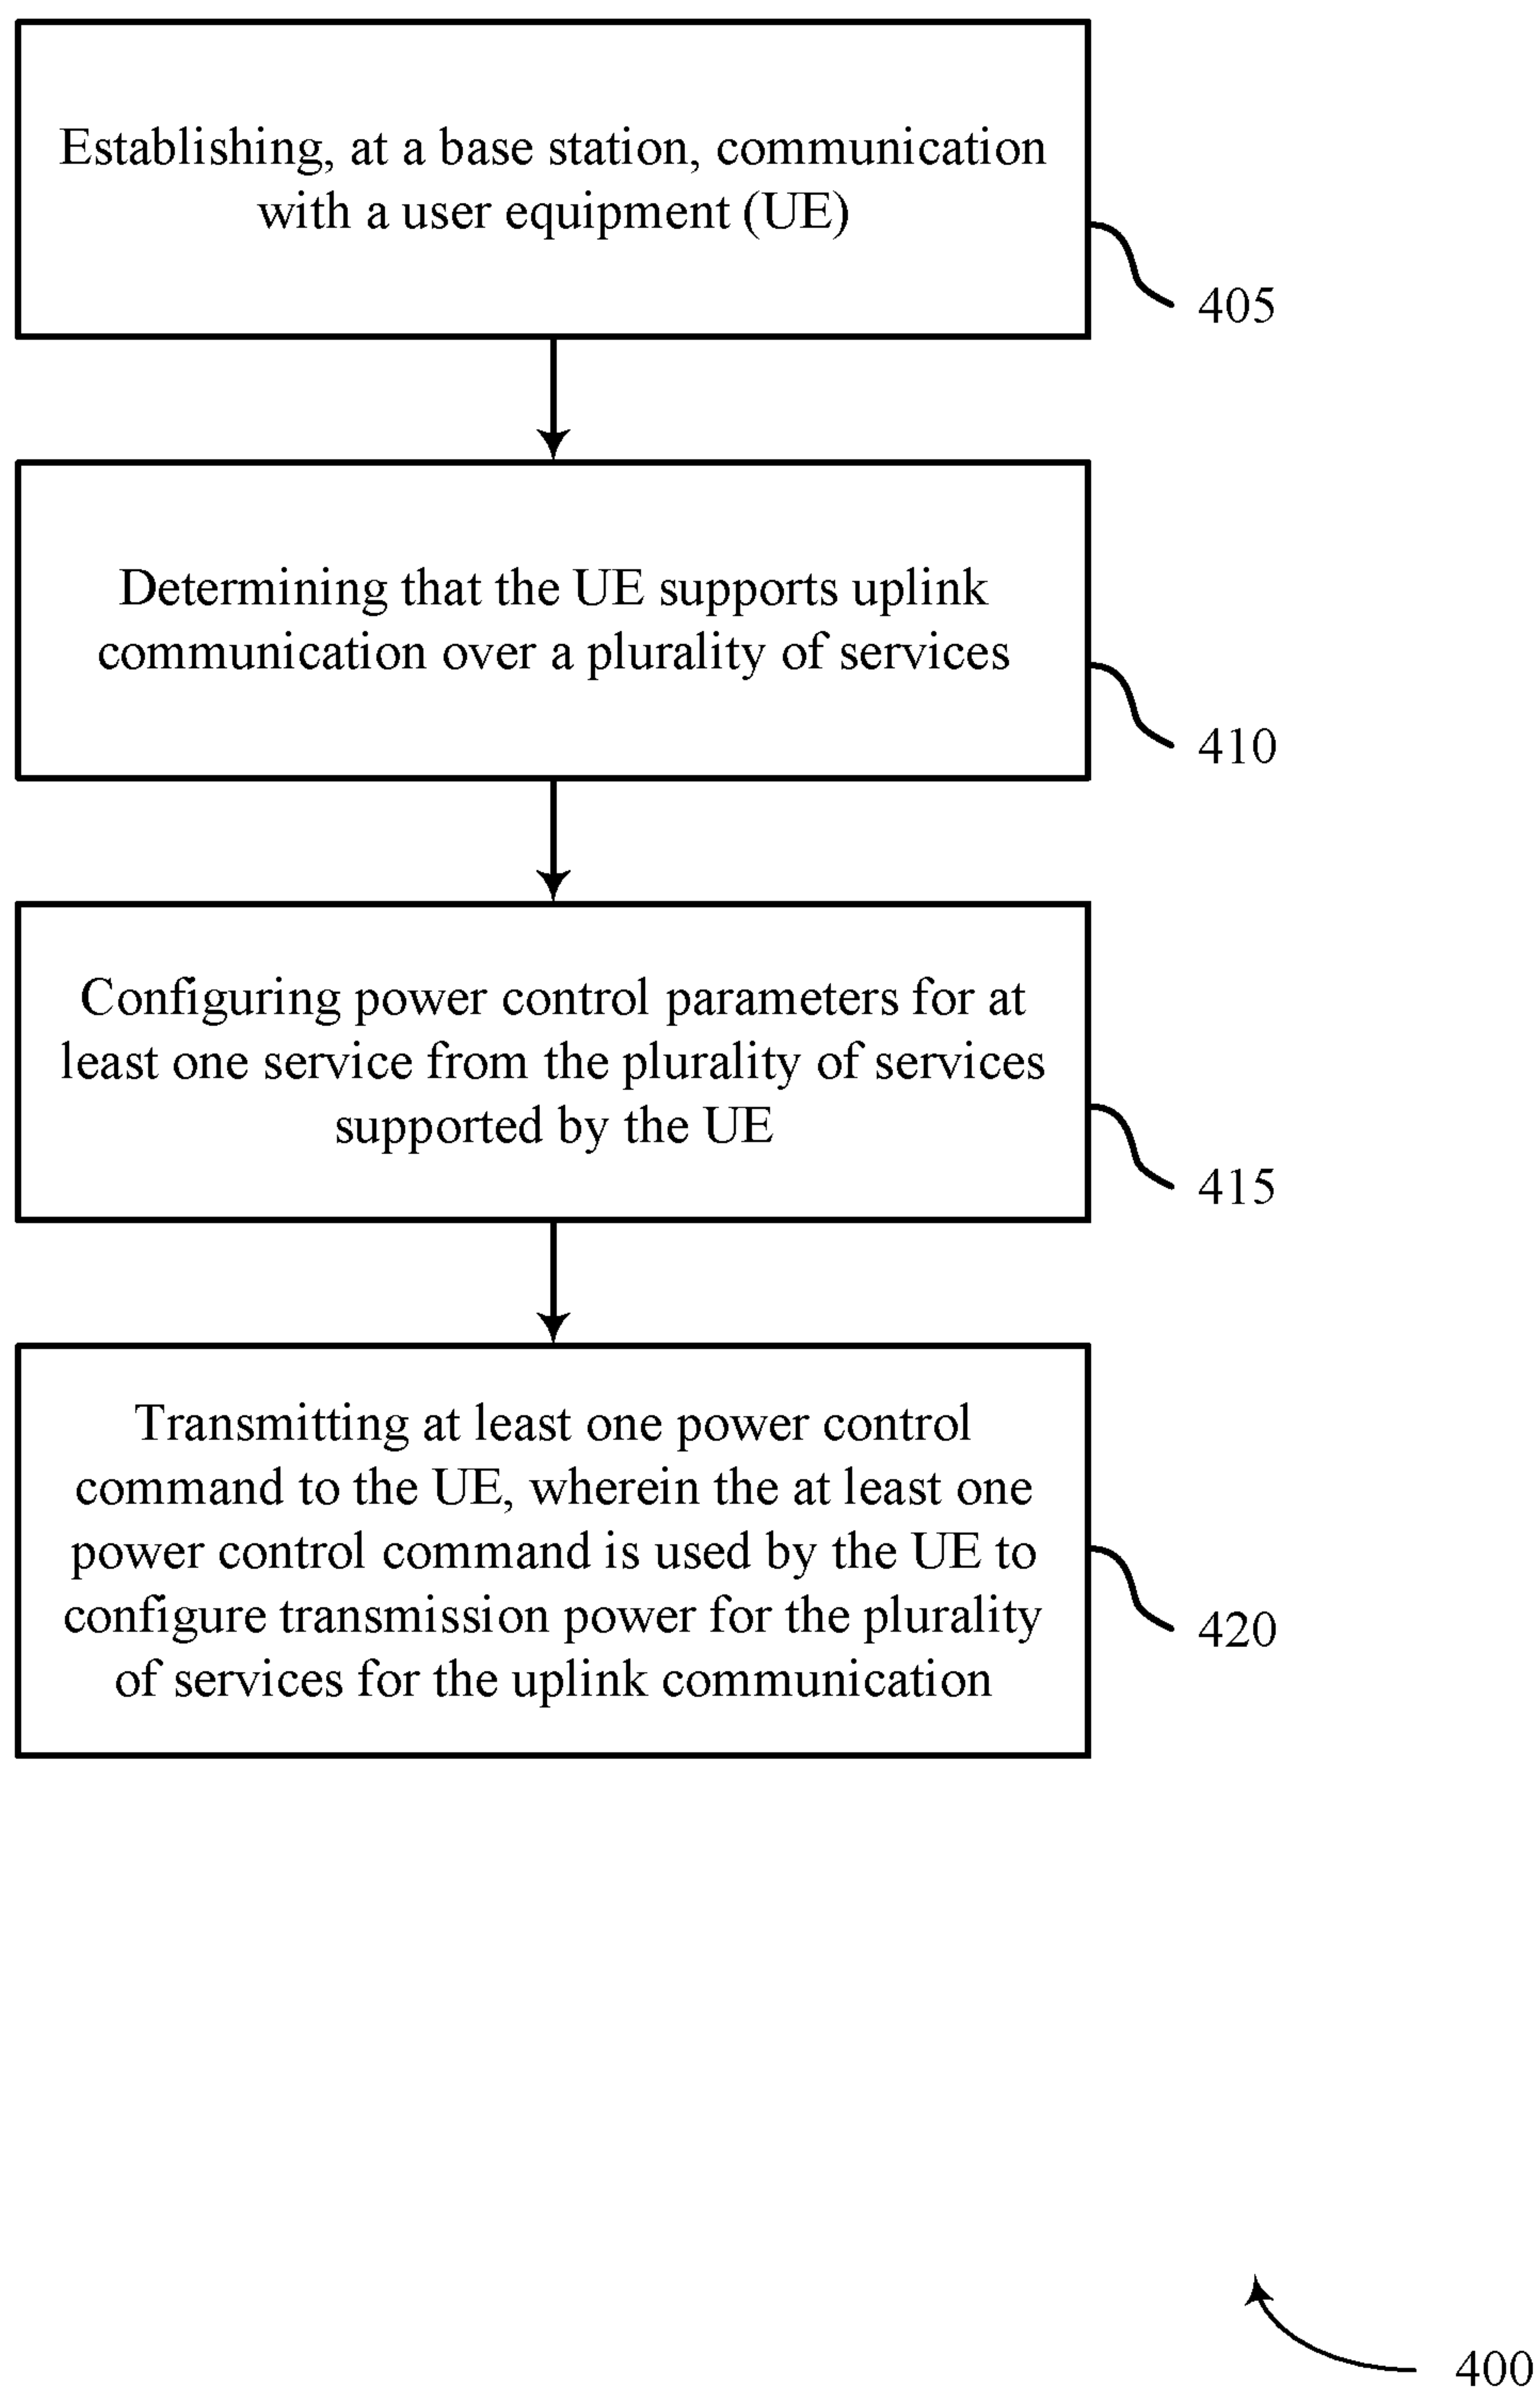 Establishing, at a base station, communication
with a user equipment (UE)
405
Determining that the UE supports uplink
communication over a plurality of services
410
Configuring power control parameters for at
least one service from the plurality of services
supported by the UE
415
Transmitting at least one power control
command to the UE, wherein the at least one
power control command is used by the UE to
configure transmission power for the plurality
of services for the uplink communication
420
400